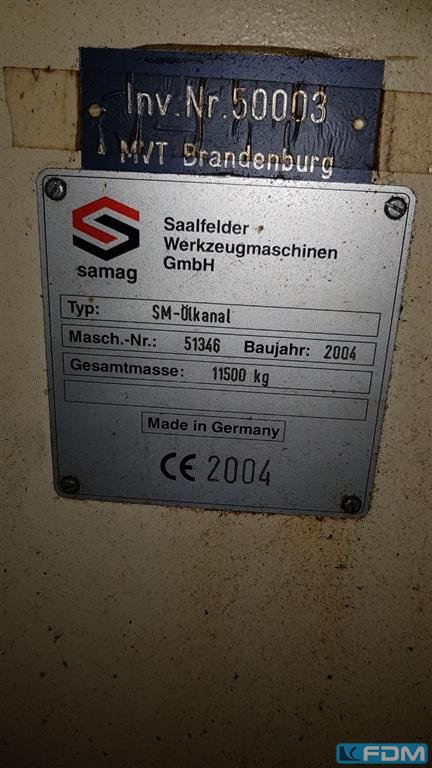 Inv.Nr.50003
MVT Brandenburg
samag
Saalfelder
Werkzeugmaschinen
GmbH
Typ: SM-Ölkanal
Masch.-Nr.: 51346 Baujahr: 2004
Gesamtmasse: 11500 kg
Made in Germany
CE 2004
FDM